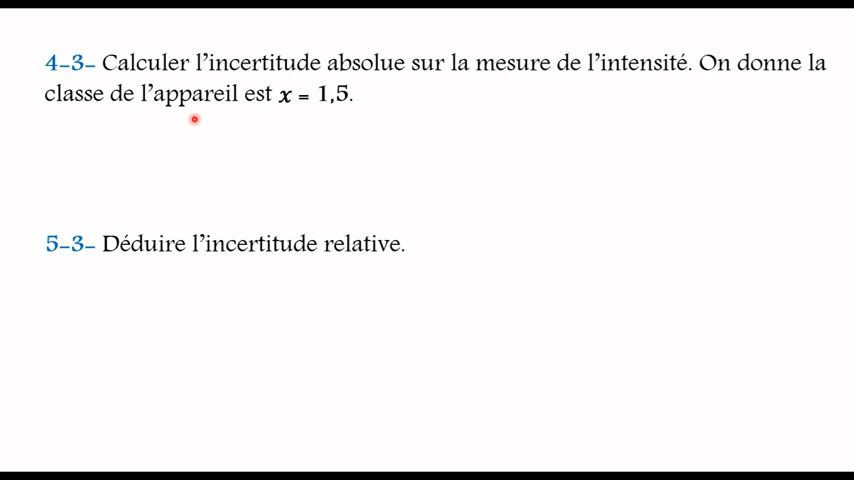 4-3- Calculer l'incertitude absolue sur la mesure de l'intensité. On donne la
classe de l'appareil est x = 1,5.
5-3- Déduire l'incertitude relative.